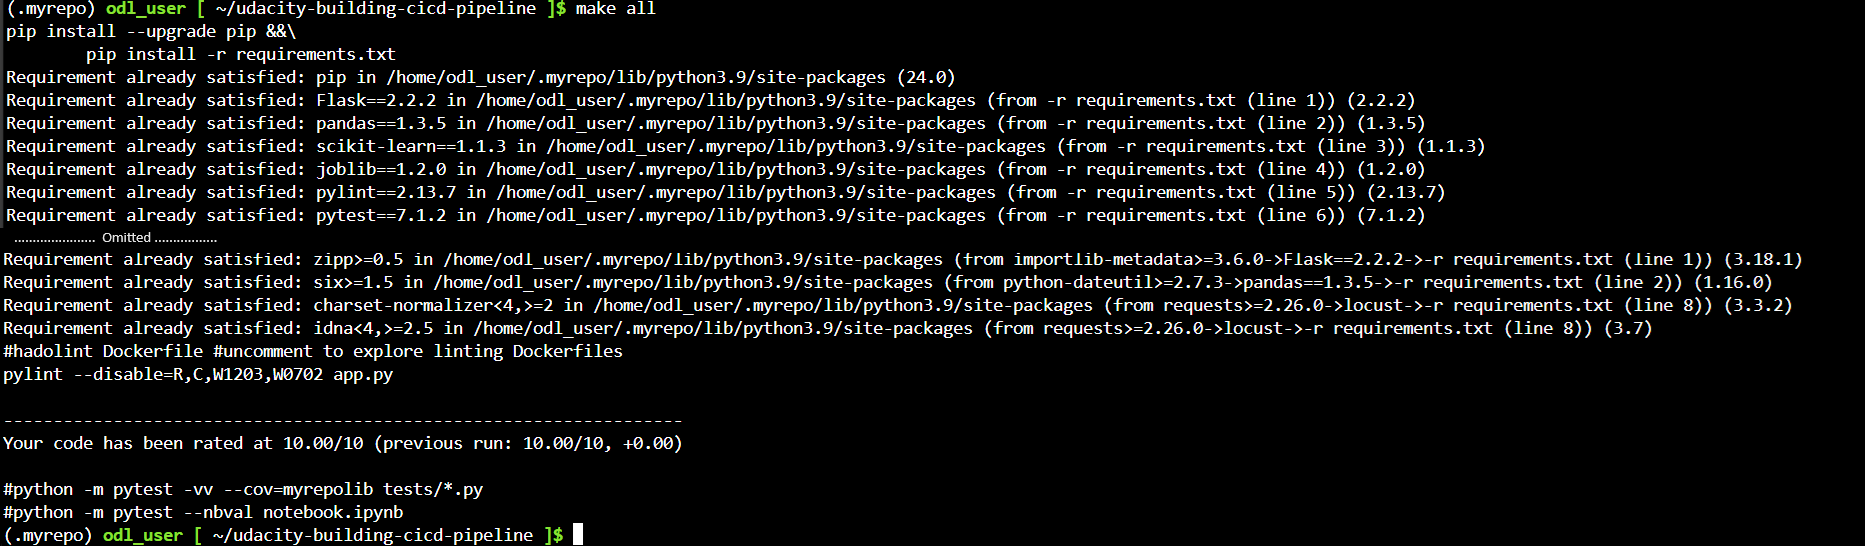 (.myrepo) odl_user [ ~/udacity-building-cicd-pipeline ]$ make all
pip install --upgrade pip &&\
        pip install -r requirements.txt
Requirement already satisfied: pip in /home/odl_user/.myrepo/lib/python3.9/site-packages (24.0)
Requirement already satisfied: Flask==2.2.2 in /home/odl_user/.myrepo/lib/python3.9/site-packages (from -r requirements.txt (line 1)) (2.2.2)
Requirement already satisfied: pandas==1.3.5 in /home/odl_user/.myrepo/lib/python3.9/site-packages (from -r requirements.txt (line 2)) (1.3.5)
Requirement already satisfied: scikit-learn==1.1.3 in /home/odl_user/.myrepo/lib/python3.9/site-packages (from -r requirements.txt (line 3)) (1.1.3)
Requirement already satisfied: joblib==1.2.0 in /home/odl_user/.myrepo/lib/python3.9/site-packages (from -r requirements.txt (line 4)) (1.2.0)
Requirement already satisfied: pylint==2.13.7 in /home/odl_user/.myrepo/lib/python3.9/site-packages (from -r requirements.txt (line 5)) (2.13.7)
Requirement already satisfied: pytest==7.1.2 in /home/odl_user/.myrepo/lib/python3.9/site-packages (from -r requirements.txt (line 6)) (7.1.2)
...................... Omitted .................
Requirement already satisfied: zipp>=0.5 in /home/odl_user/.myrepo/lib/python3.9/site-packages (from importlib-metadata>=3.6.0->Flask==2.2.2->-r requirements.txt (line 1)) (3.18.1)
Requirement already satisfied: six>=1.5 in /home/odl_user/.myrepo/lib/python3.9/site-packages (from python-dateutil>=2.7.3->pandas==1.3.5->-r requirements.txt (line 2)) (1.16.0)
Requirement already satisfied: charset-normalizer<4,>=2 in /home/odl_user/.myrepo/lib/python3.9/site-packages (from requests>=2.26.0->locust->-r requirements.txt (line 8)) (3.3.2)
Requirement already satisfied: idna<4,>=2.5 in /home/odl_user/.myrepo/lib/python3.9/site-packages (from requests>=2.26.0->locust->-r requirements.txt (line 8)) (3.7)
#hadolint Dockerfile #uncomment to explore linting Dockerfiles
pylint --disable=R,C,W1203,W0702 app.py
--------------------------------------------------------------------
Your code has been rated at 10.00/10 (previous run: 10.00/10, +0.00)
#python -m pytest -vv --cov=myrepolib tests/*.py
#python -m pytest --nbval notebook.ipynb
(.myrepo) odl_user [ ~/udacity-building-cicd-pipeline ]$